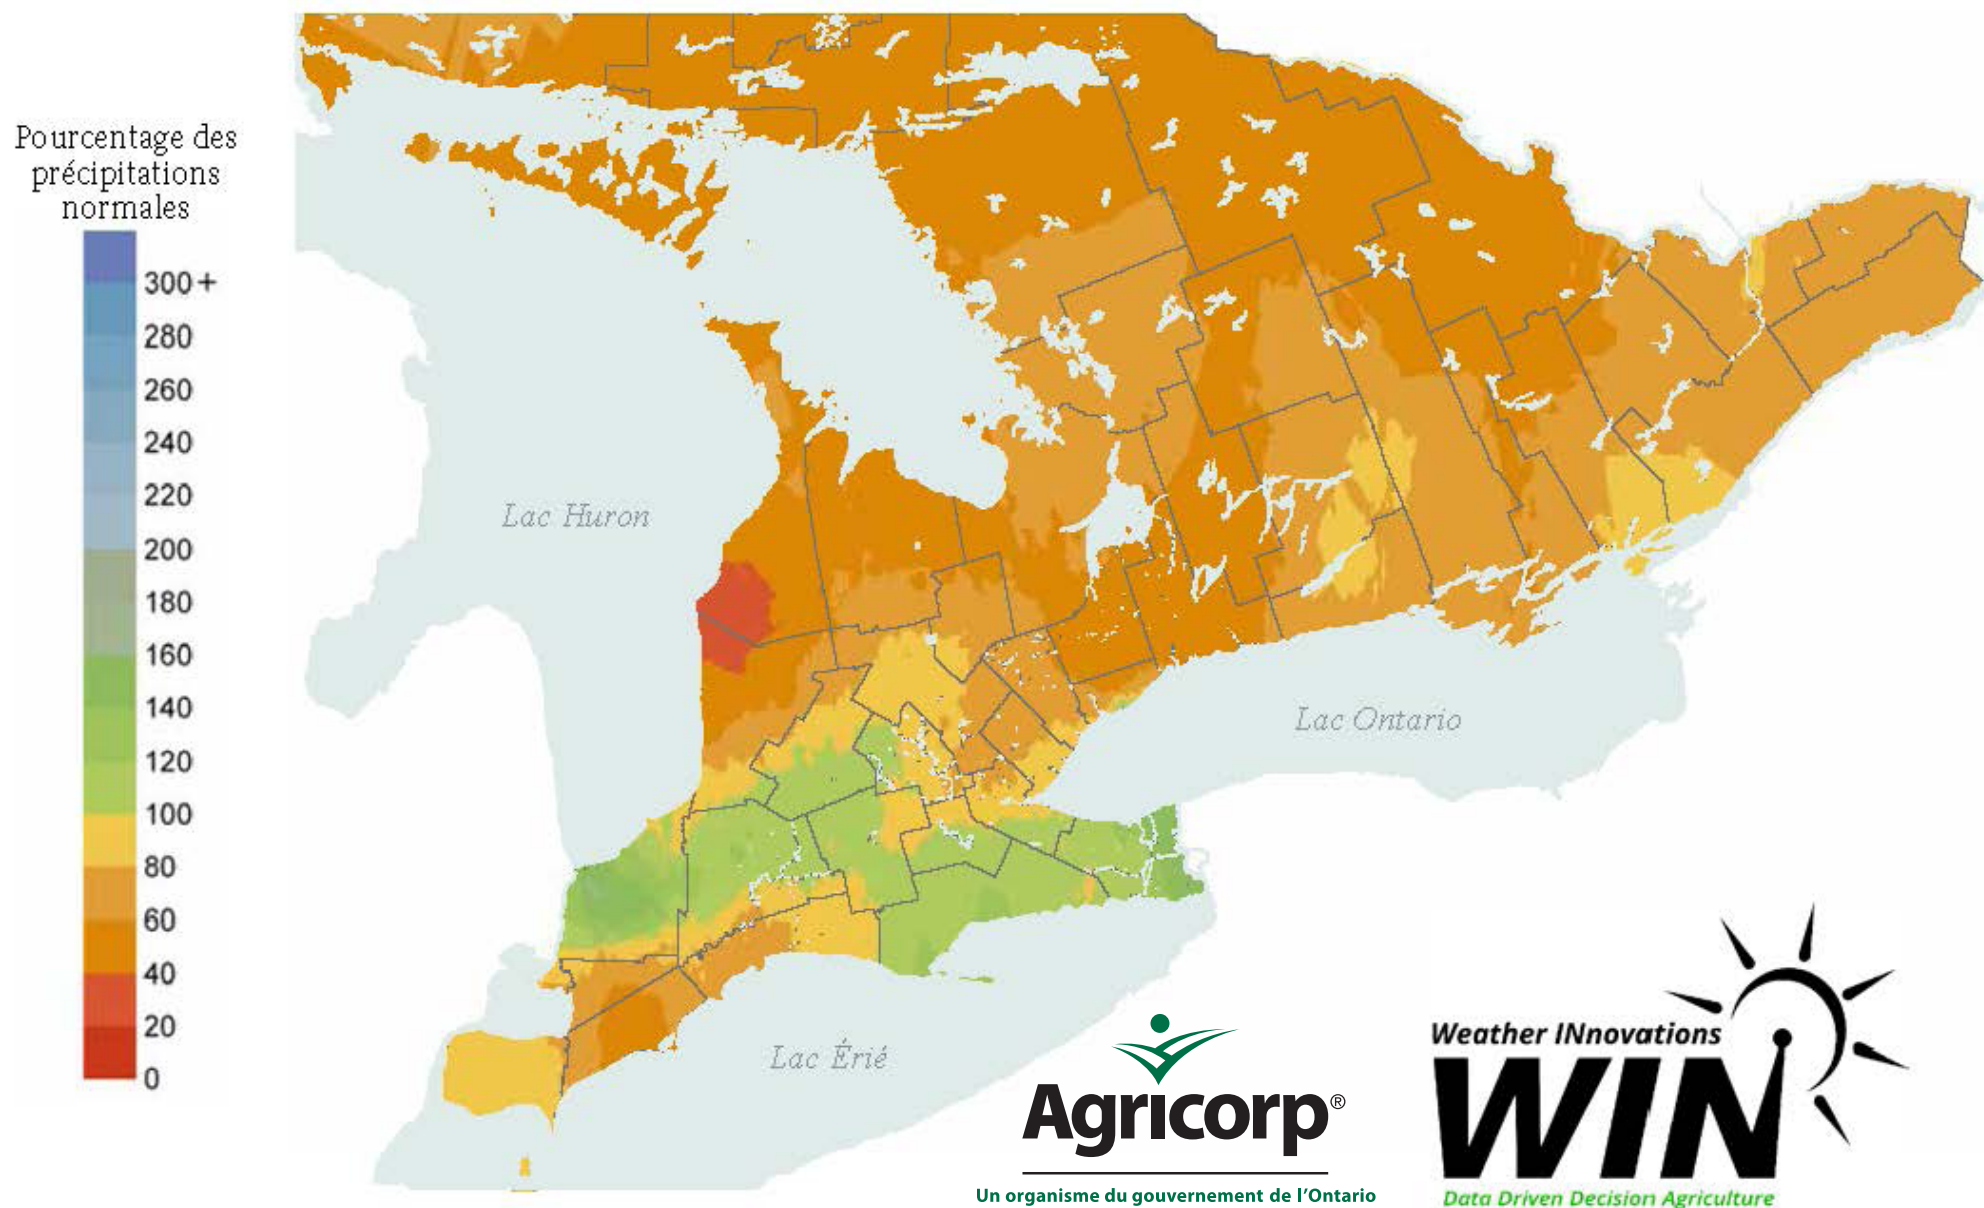 Pourcentage des
précipitations
normales
300+
280
260
240
220
200
180
160
140
120
100
80
60
40
20
0
Lac Huron
Lac Ontario
Lac Érié
Agricorp®
Un organisme du gouvernement de l'Ontario
Weather INnovations
WIN
Data Driven Decision Agriculture